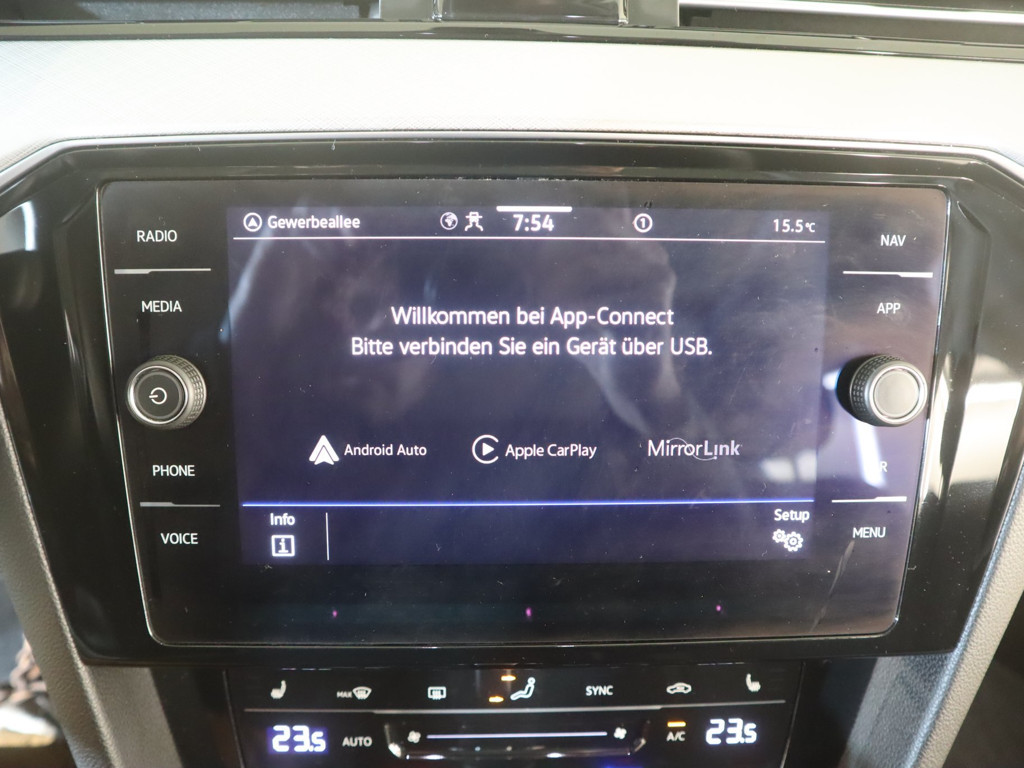 RADIO
MEDIA
PHONE
VOICE
Gewerbeallee
7:54
1
15.5°C
Willkommen bei App-Connect
Bitte verbinden Sie ein Gerät über USB.
Android Auto
Apple CarPlay
MirrorLink
Info
i
Setup
NAV
APP
MENU
MAX
SYNC
23.5
AUTO
A/C
23.5